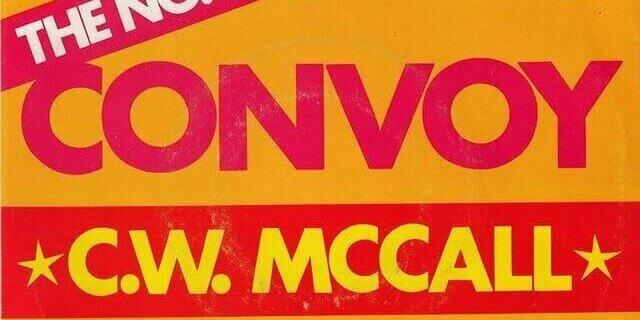 THE NO.
CONVOY
★C.W. MCCALL★